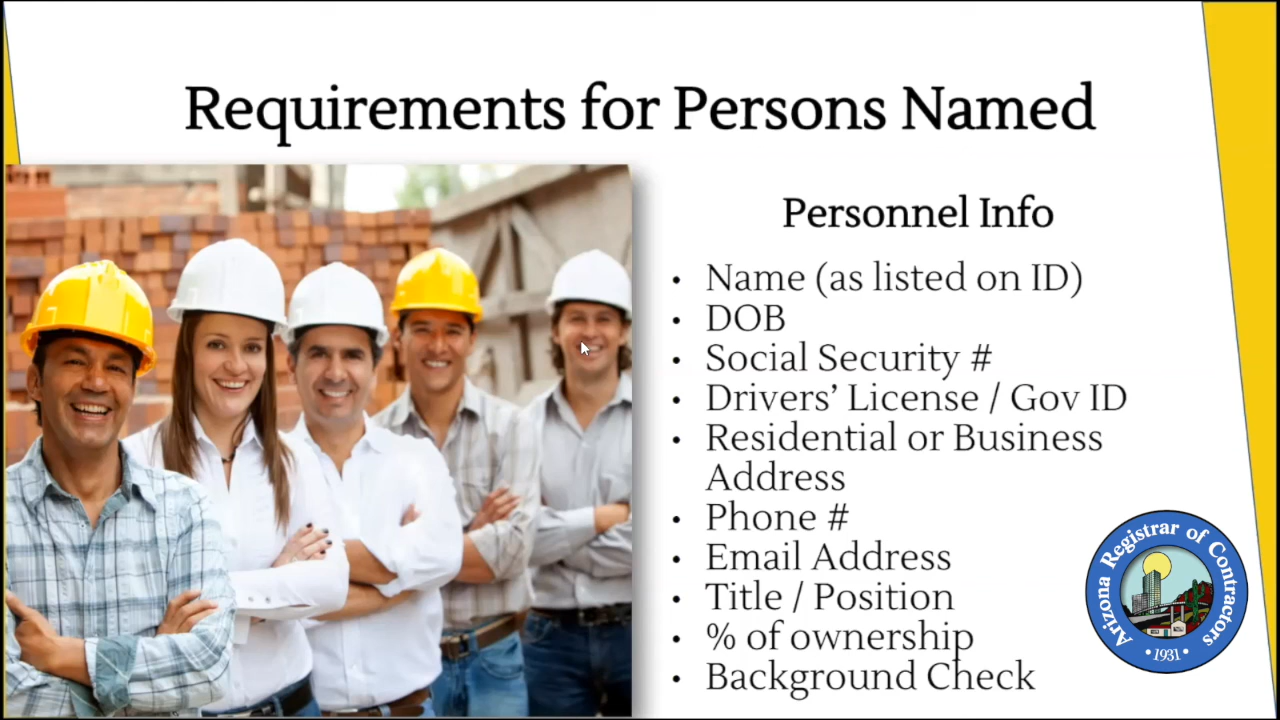 Requirements for Persons Named
Personnel Info
• Name (as listed on ID)
• DOB
• Social Security #
• Drivers’ License / Gov ID
• Residential or Business
Address
• Phone #
• Email Address
• Title / Position
• % of ownership
• Background Check
Arizona Registrar of Contractors
• 1931 •